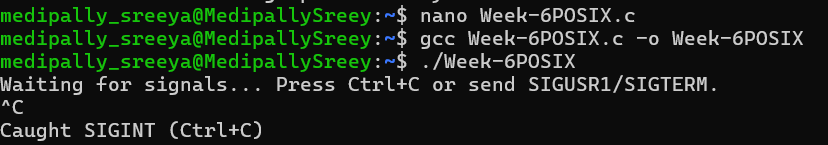 medipally_sreeya@MedipallySreey:~$ nano Week-6POSIX.c
medipally_sreeya@MedipallySreey:~$ gcc Week-6POSIX.c -o Week-6POSIX
medipally_sreeya@MedipallySreey:~$ ./Week-6POSIX
Waiting for signals... Press Ctrl+C or send SIGUSR1/SIGTERM.
^C
Caught SIGINT (Ctrl+C)